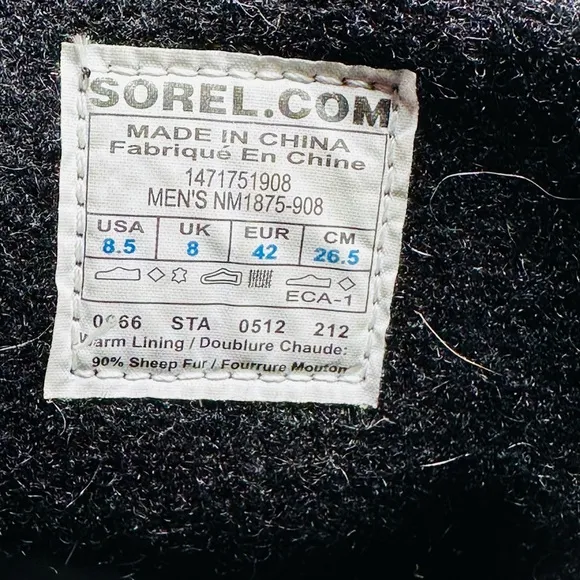 SOREL.COM
MADE IN CHINA
Fabriqué En Chine
1471751908
MEN'S NM1875-908
USA UK EUR CM
8.5 8 42 26.5
ECA-1
STA 0512 212
Warm Lining / Doublure Chaude:
90% Sheep Fur / Fourrure Mouton